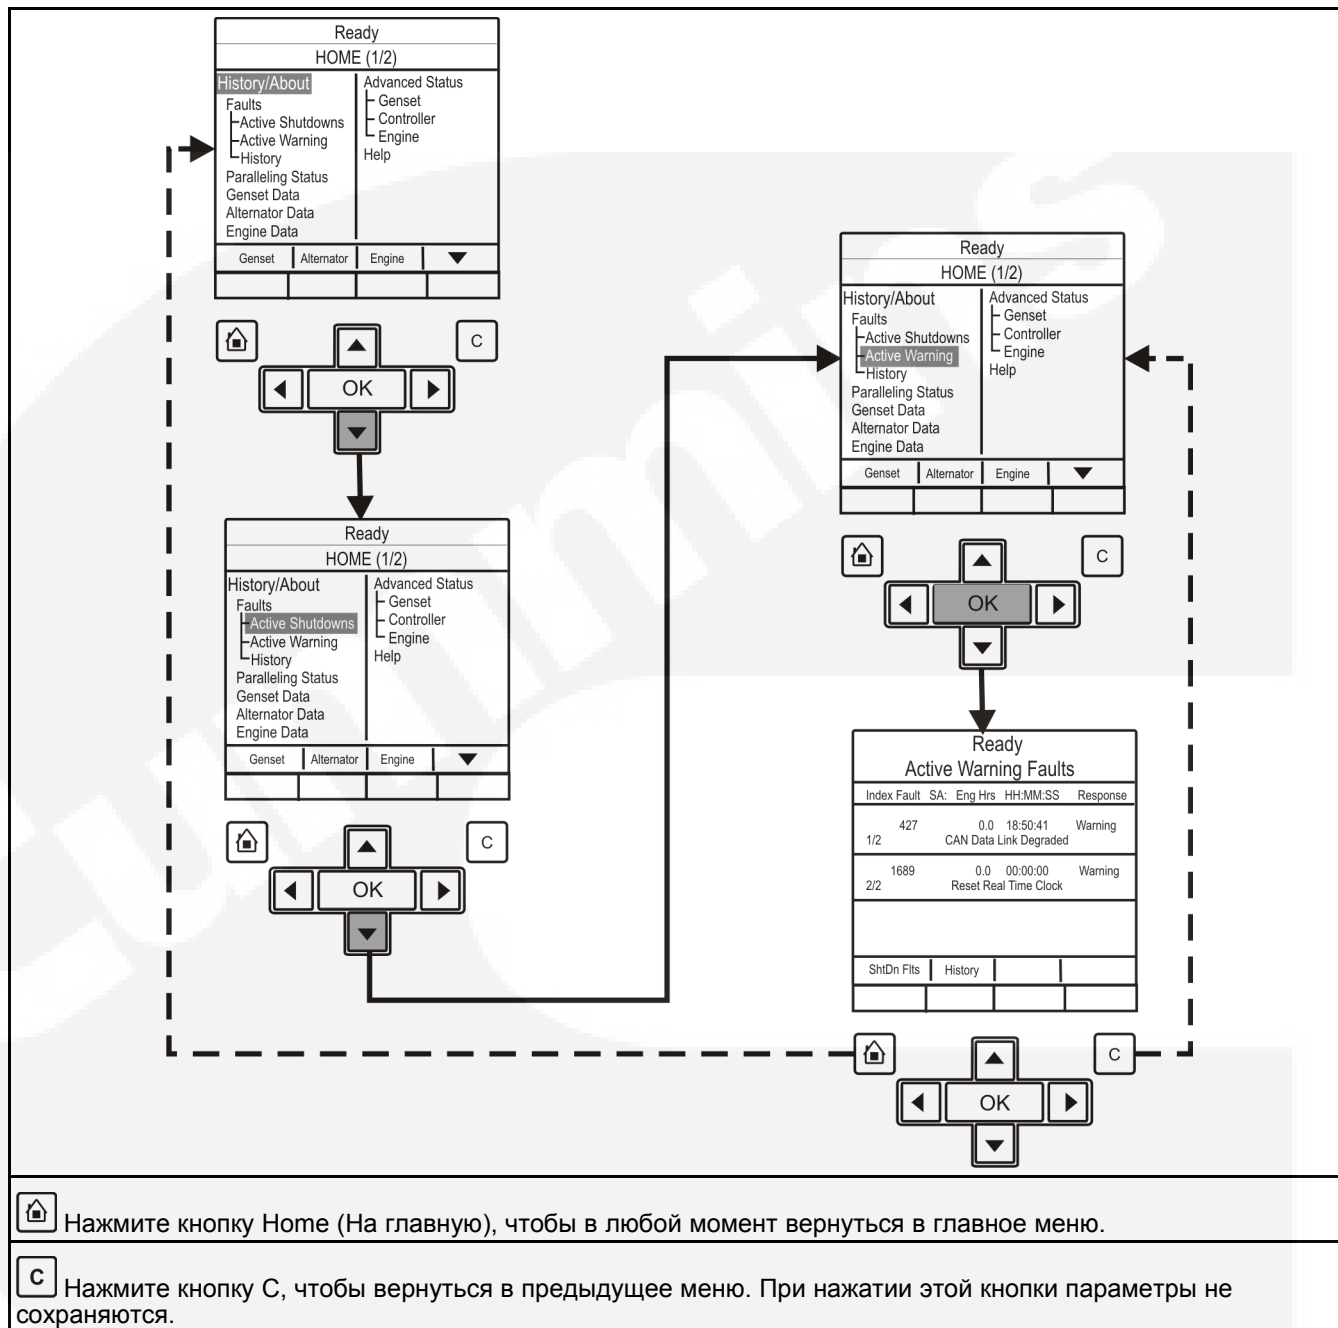 Ready
HOME (1/2)
History/About
Faults
Active Shutdowns
Active Warning
History
Paralleling Status
Genset Data
Alternator Data
Engine Data
Advanced Status
Genset
Controller
Engine
Help
Genset Alternator Engine
C
OK
Ready
HOME (1/2)
History/About
Faults
Active Shutdowns
Active Warning
History
Paralleling Status
Genset Data
Alternator Data
Engine Data
Advanced Status
Genset
Controller
Engine
Help
Genset Alternator Engine
C
OK
Ready
HOME (1/2)
History/About
Faults
Active Shutdowns
Active Warning
History
Paralleling Status
Genset Data
Alternator Data
Engine Data
Advanced Status
Genset
Controller
Engine
Help
Genset Alternator Engine
C
OK
Ready
Active Warning Faults
Index Fault SA: Eng Hrs HH:MM:SS Response
427 0.0 18:50:41 Warning
1/2 CAN Data Link Degraded
1689 0.0 00:00:00 Warning
2/2 Reset Real Time Clock
ShtDn Flts History
C
OK
Нажмите кнопку Home (На главную), чтобы в любой момент вернуться в главное меню.
C Нажмите кнопку C, чтобы вернуться в предыдущее меню. При нажатии этой кнопки параметры не
сохраняются.
Cummins